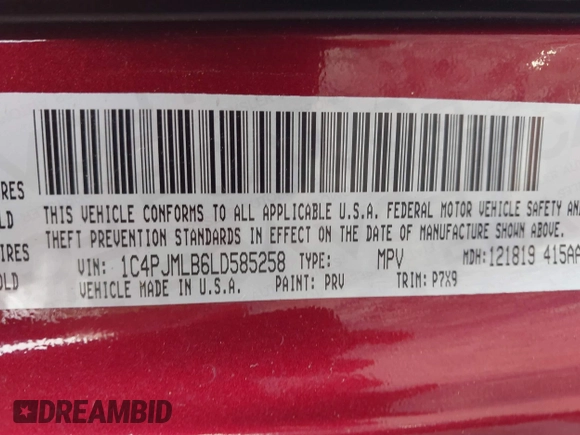 IRES
LD
IRES
OLD
THIS VEHICLE CONFORMS TO ALL APPLICABLE U.S.A. FEDERAL MOTOR VEHICLE SAFETY AN
THEFT PREVENTION STANDARDS IN EFFECT ON THE DATE OF MANUFACTURE SHOWN ABOVE.
VIN: 1C4PJMLB6LD585258 TYPE: MPV MDH:121819 415AA
VEHICLE MADE IN U.S.A. PAINT: PRV TRIM: P7X9
DREAMBID